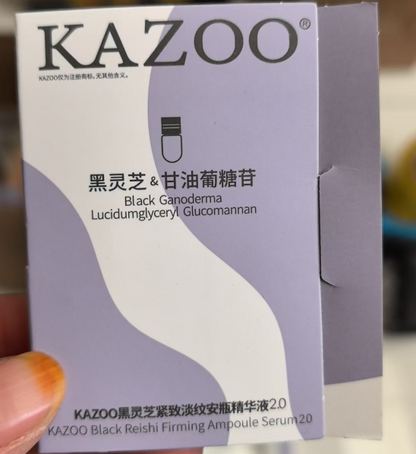 KAZOO®
KAZOO仅为注册商标,无其他含义。
黑灵芝&甘油葡糖苷
Black Ganoderma
Lucidumglyceryl Glucomannan
KAZOO黑灵芝紧致淡纹安瓶精华液2.0
KAZOO Black Reishi Firming Ampoule Serum2.0